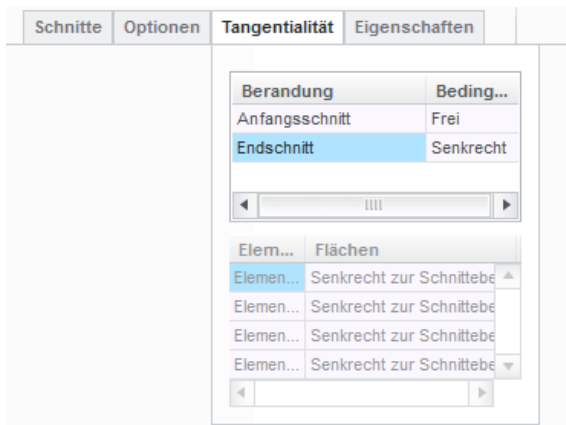 Schnitte Optionen Tangentialität Eigenschaften
Berandung Beding...
Anfangsschnitt Frei
Endschnitt Senkrecht
Elem... Flächen
Elemen... Senkrecht zur Schnittebe
Elemen... Senkrecht zur Schnittebe
Elemen... Senkrecht zur Schnittebe
Elemen... Senkrecht zur Schnittebe